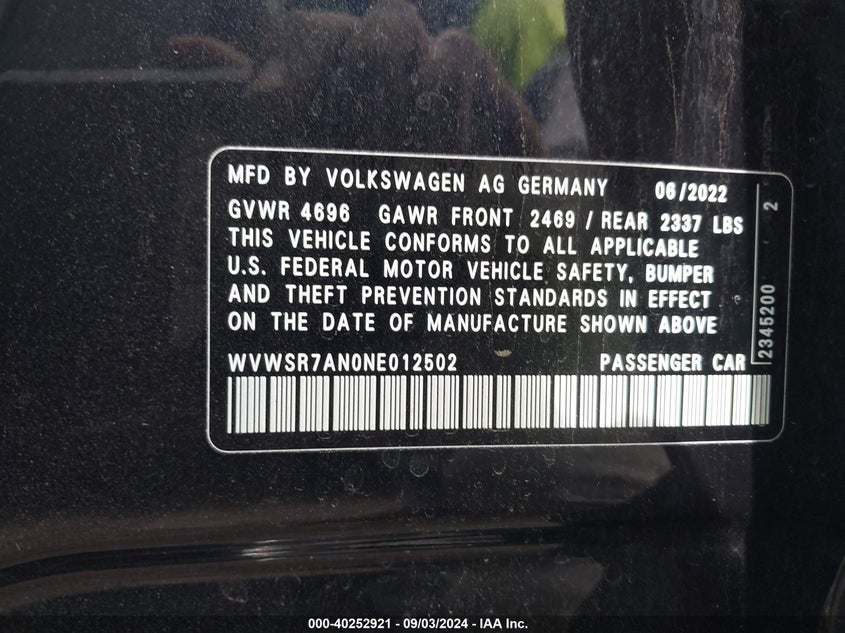 MFD BY VOLKSWAGEN AG GERMANY 06/2022
GVWR 4696 GAWR FRONT 2469 / REAR 2337 LBS
THIS VEHICLE CONFORMS TO ALL APPLICABLE
U.S. FEDERAL MOTOR VEHICLE SAFETY, BUMPER
AND THEFT PREVENTION STANDARDS IN EFFECT
ON THE DATE OF MANUFACTURE SHOWN ABOVE
WVWSR7AN0NE012502 PASSENGER CAR
2345200 2
000-40252921 - 09/03/2024 - IAA Inc.